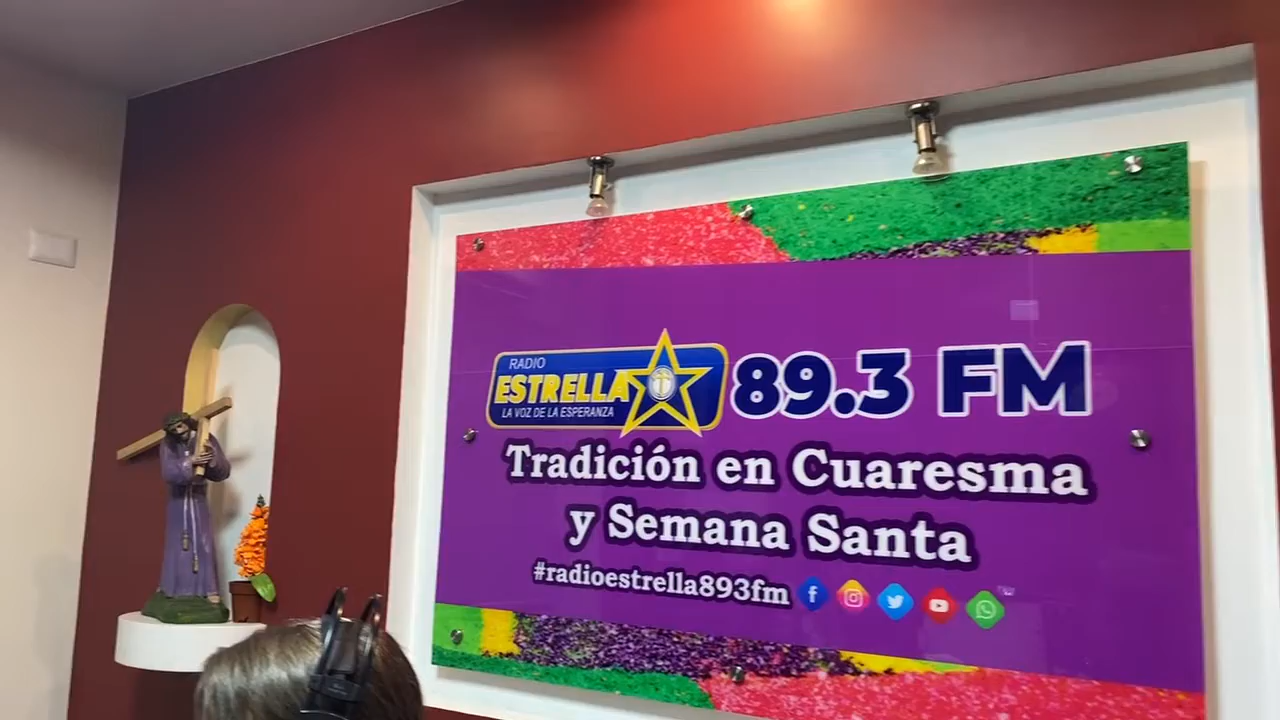 RADIO
ESTRELLA
LA VOZ DE LA ESPERANZA
89.3 FM
Tradición en Cuaresma
y Semana Santa
#radioestrella893fm